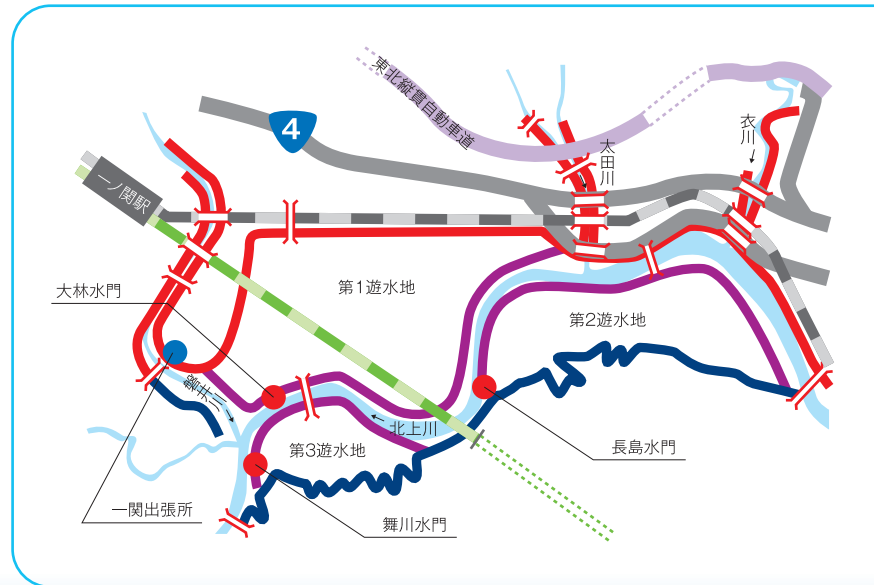 東北縦貫自動車道
4
太田川
衣川
一ノ関駅
大林水門
第1遊水地
第2遊水地
磐井川
北上川
第3遊水地
長島水門
一関出張所
舞川水門